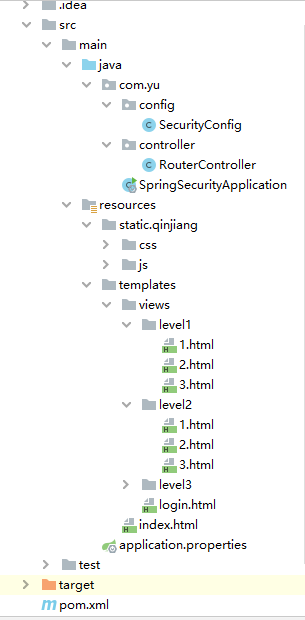 .idea
src
main
java
com.yu
config
SecurityConfig
controller
RouterController
SpringSecurityApplication
resources
static.qinjiang
css
js
templates
views
level1
1.html
2.html
3.html
level2
1.html
2.html
3.html
level3
login.html
index.html
application.properties
test
target
pom.xml